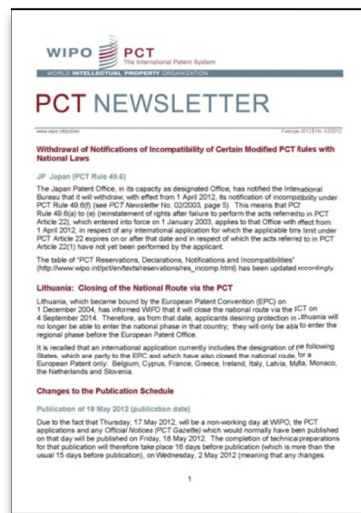 WIPO PCT
The International Patent System
WORLD INTELLECTUAL PROPERTY ORGANIZATION
PCT NEWSLETTER
February 2012 | No. 02/2012
Withdrawal of Notifications of Incompatibility of Certain Modified PCT Rules with
National Laws
JP Japan (PCT Rule 49.6)
The Japan Patent Office, in its capacity as designated Office, has notified the International
Bureau that it will withdraw, with effect from 1 April 2012, its notification of incompatibility under
PCT Rule 49.6(f) (see PCT Newsletter No. 02/2003, page 5). This means that PCT
Rule 49.6(a) to (e) (reinstatement of rights after failure to perform the acts referred to in PCT
Article 22), which entered into force on 1 January 2003, applies to that Office with effect from
1 April 2012, in respect of any international application for which the applicable time limit under
PCT Article 22 expires on or after that date and in respect of which the acts referred to in PCT
Article 22(1) have not yet been performed by the applicant.
The table of "PCT Reservations, Declarations, Notifications and Incompatibilities"
(http://www.wipo.int/pct/en/texts/reservations/res_incomp.html) has been updated accordingly.
Lithuania: Closing of the National Route via the PCT
Lithuania, which became bound by the European Patent Convention (EPC) on
1 December 2004, has informed WIPO that it will close the national route via the PCT on
4 September 2014. Therefore, as from that date, applicants desiring protection in Lithuania will
no longer be able to enter the national phase in that country; they will only be able to enter the
regional phase before the European Patent Office.
It is recalled that an international application currently includes the designation of the following
States, which are party to the EPC and which have also closed the national route, for a
European Patent only: Belgium, Cyprus, France, Greece, Ireland, Italy, Latvia, Malta, Monaco,
the Netherlands and Slovenia.
Changes to the Publication Schedule
Publication of 18 May 2012 (publication date)
Due to the fact that Thursday, 17 May 2012, will be a non-working day at WIPO, the PCT
applications and any Official Notices (PCT Gazette) which would normally have been published
on that day will be published on Friday, 18 May 2012. The completion of technical preparations
for that publication will therefore take place 16 days before publication (which is more than the
usual 15 days before publication), on Wednesday, 2 May 2012 (meaning that any changes
1